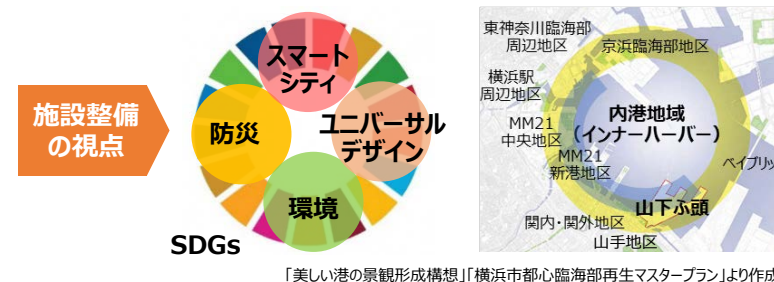 施設整備
の視点
スマート
シティ
防災
ユニバーサル
デザイン
環境
SDGs
東神奈川臨海部
周辺地区
京浜臨海部地区
横浜駅
周辺地区
内港地域
（インナーハーバー）
MM21
中央地区
MM21
新港地区
ベイブリッ
山下ふ頭
関内・関外地区
山手地区
「美しい港の景観形成構想」「横浜市都心臨海部再生マスタープラン」より作成